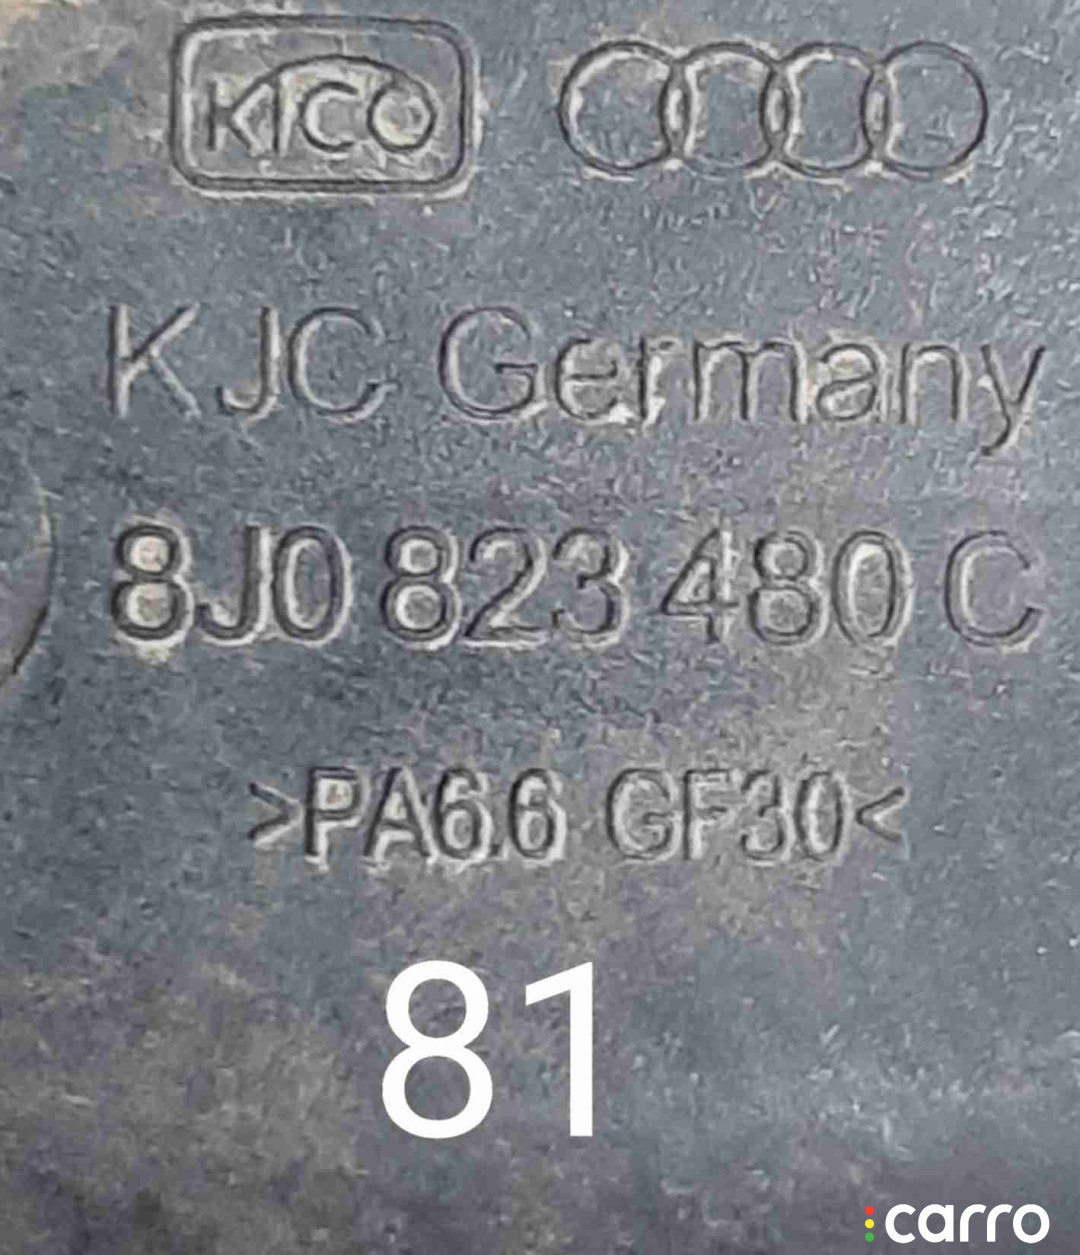 KICO
KJC Germany
8J0 823 480 C
>PA6.6 GF30<
81
carro